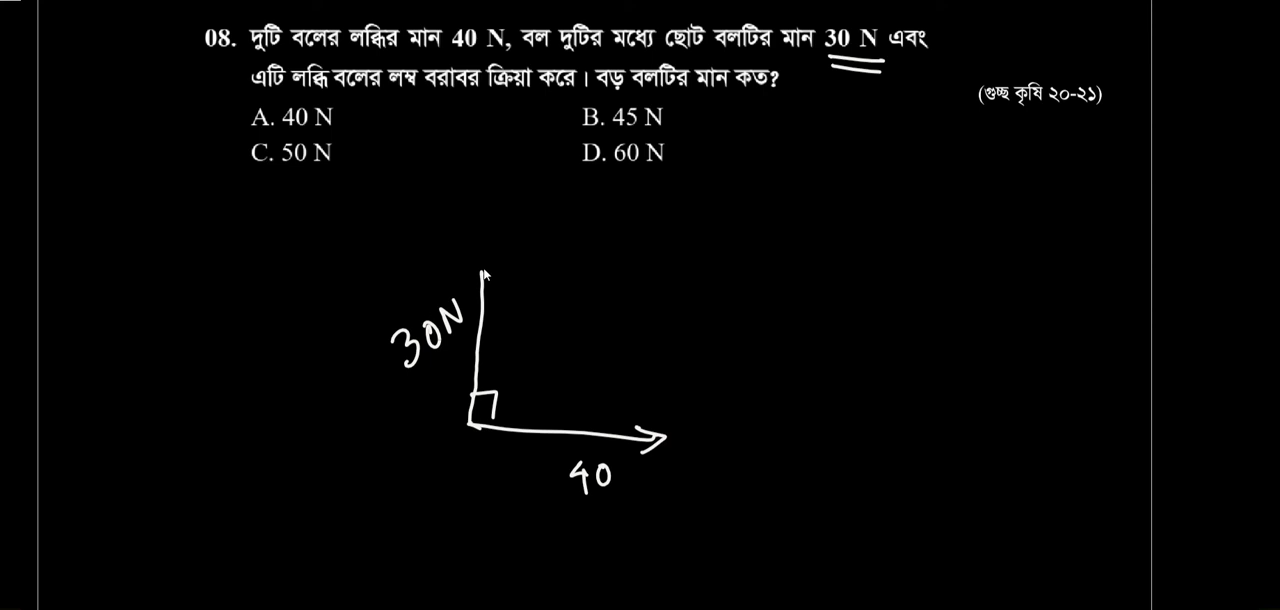 08. দুটি বলের লব্ধির মান 40 N, বল দুটির মধ্যে ছোট বলটির মান 30 N এবং
এটি লব্ধি বলের লম্ব বরাবর ক্রিয়া করে। বড় বলটির মান কত?
(গুচ্ছ কৃষি ২০-২১)
A. 40 N B. 45 N
C. 50 N D. 60 N
30N
40